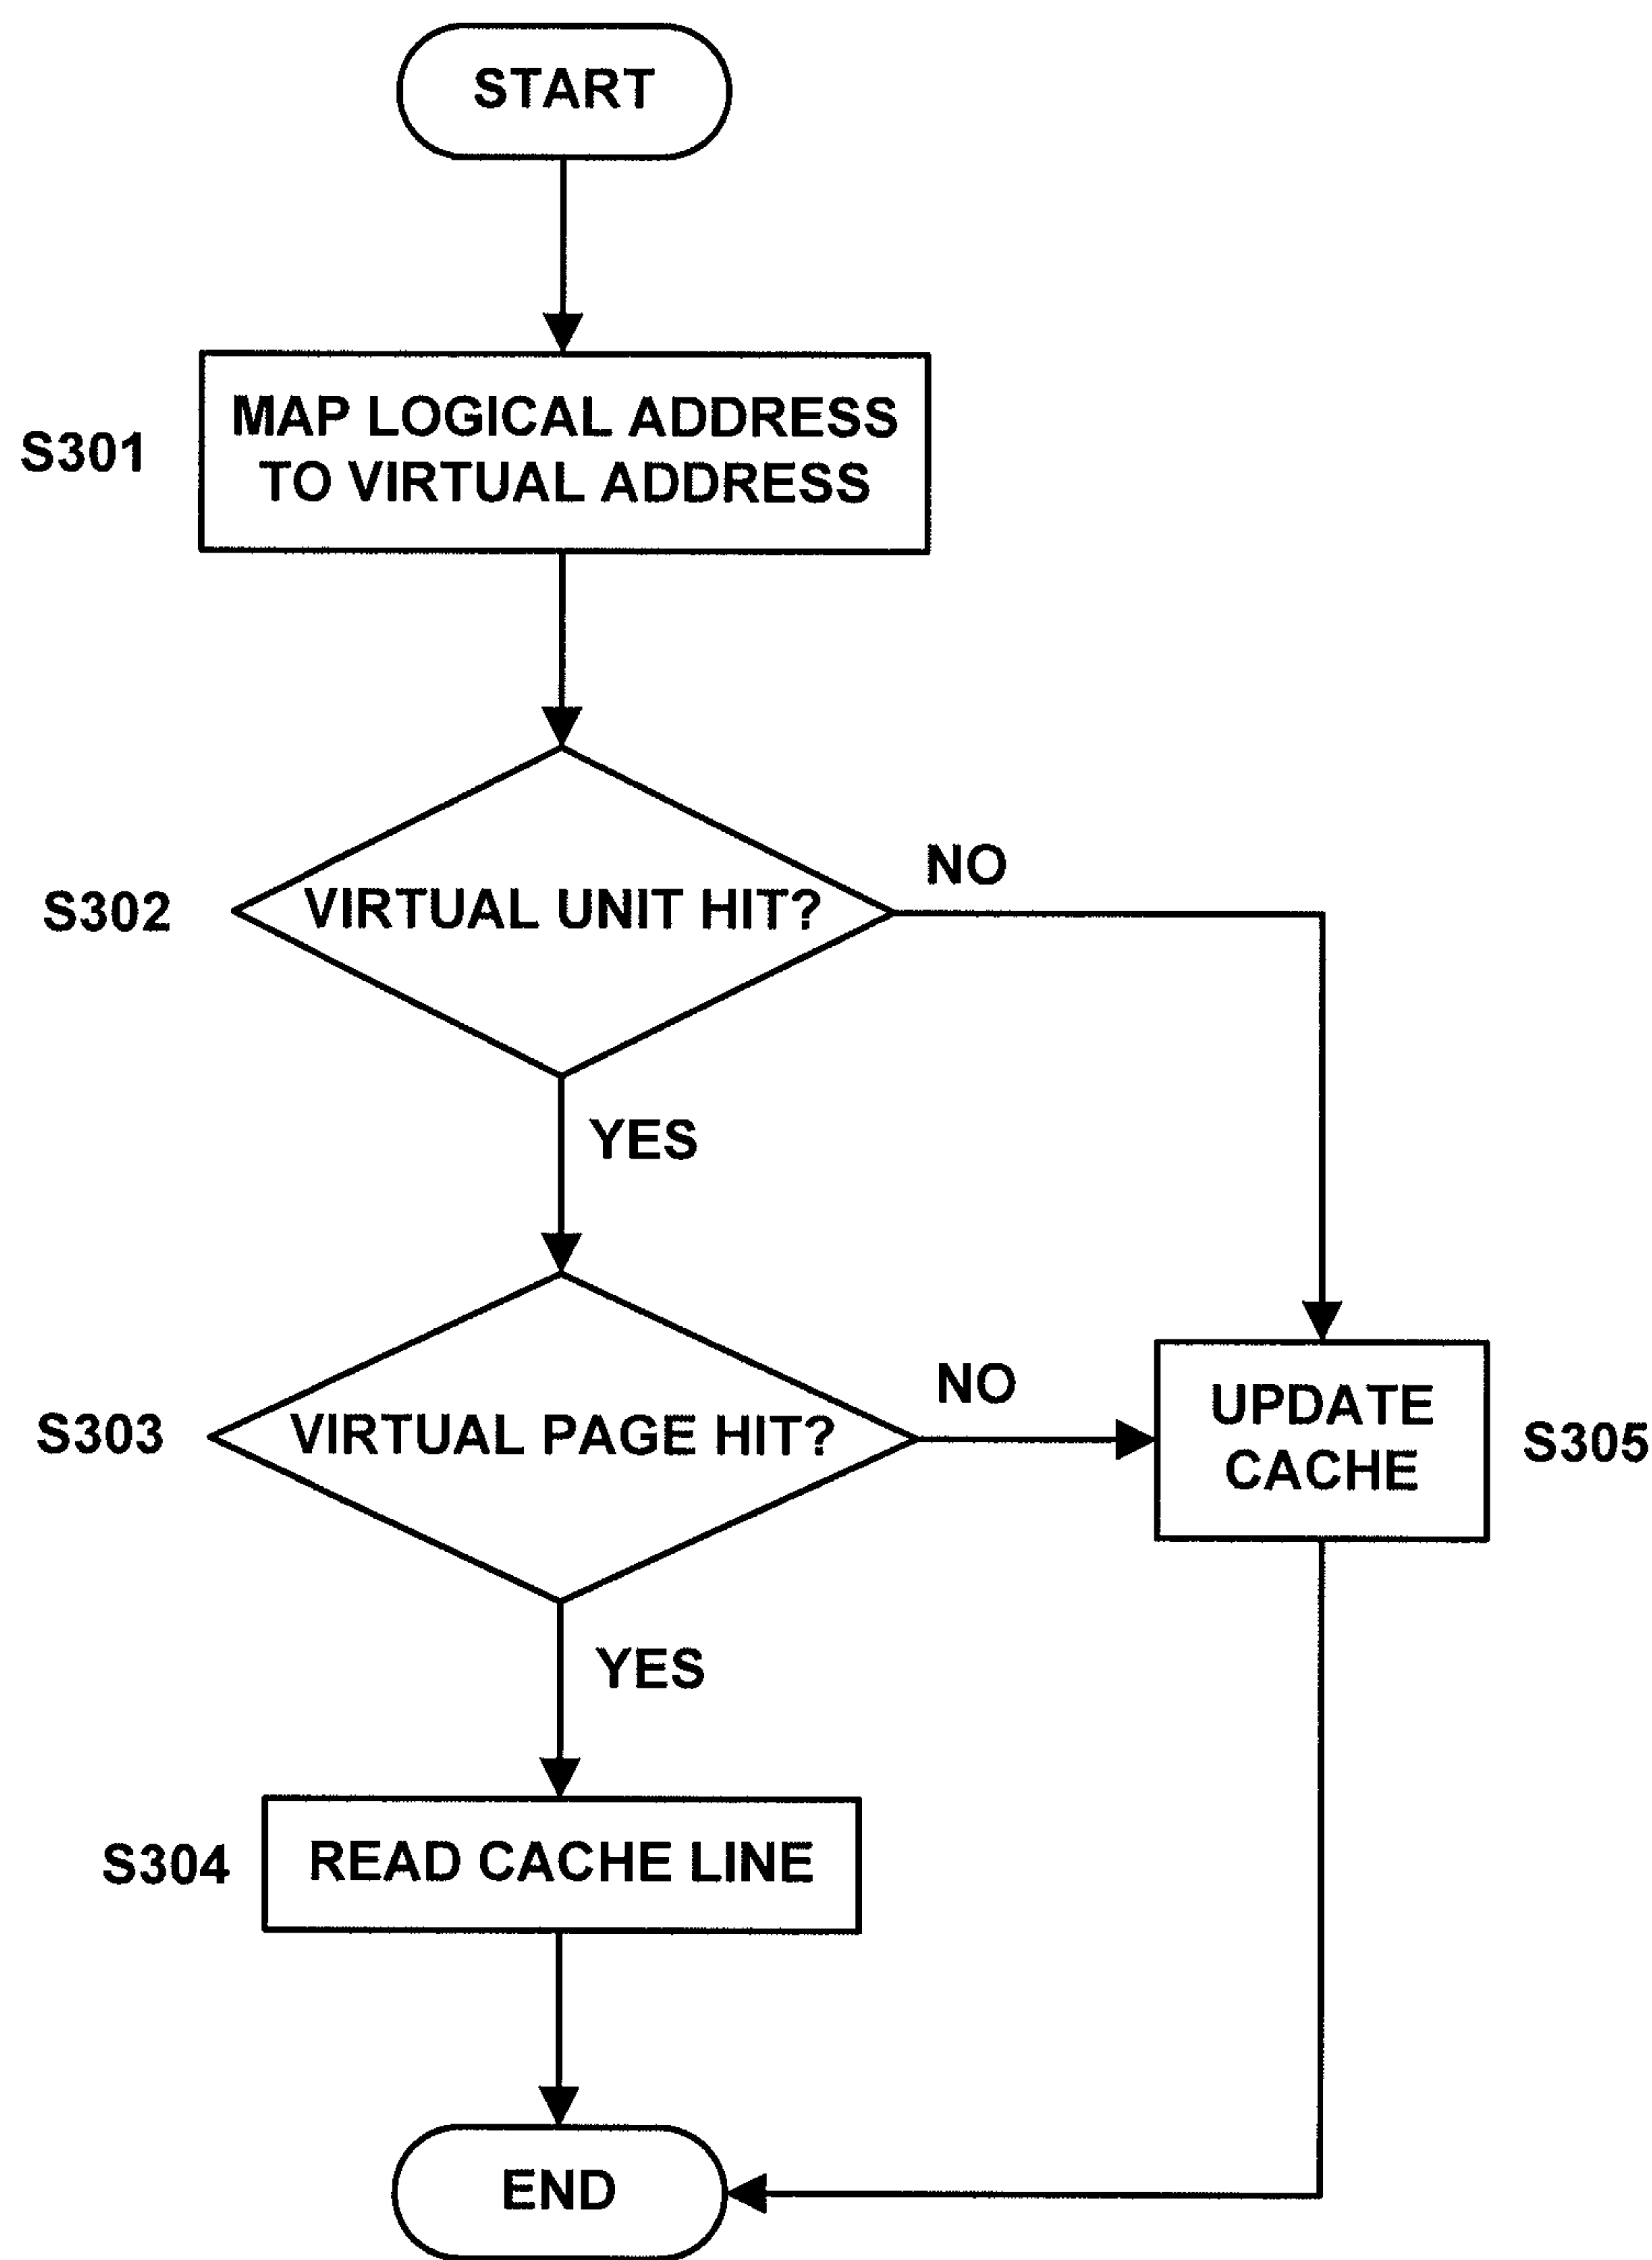 START
S301
MAP LOGICAL ADDRESS
TO VIRTUAL ADDRESS
S302
VIRTUAL UNIT HIT?
NO
YES
S303
VIRTUAL PAGE HIT?
NO
UPDATE
CACHE
S305
YES
S304
READ CACHE LINE
END